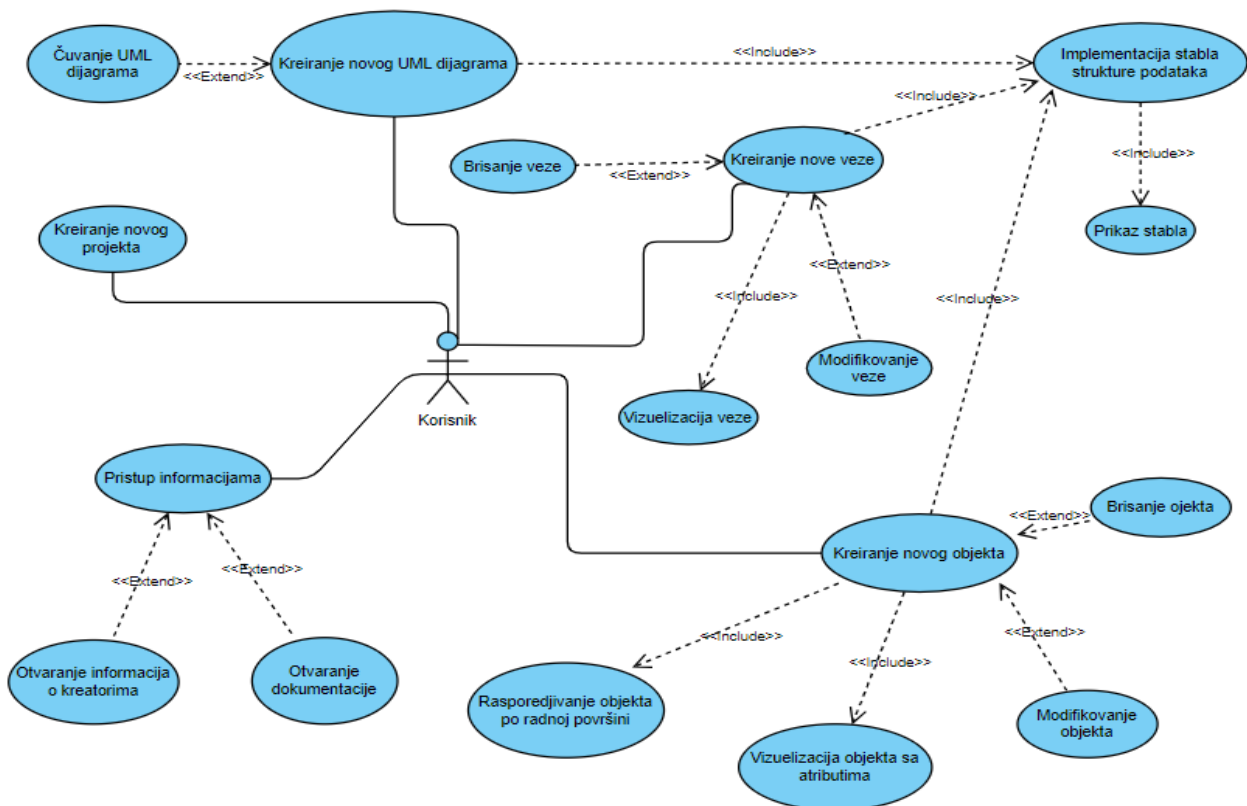 Čuvanje UML
dijagrama
<<Extend>>
Kreiranje novog UML dijagrama
<<Include>>
Implementacija stabla
strukture podataka
<<Include>>
Brisanje veze
<<Extend>>
Kreiranje nove veze
<<Include>>
Prikaz stabla
Kreiranje novog
projekta
<<Include>>
<<Extend>>
<<Include>>
Modifikovanje
veze
Vizuelizacija veze
Korisnik
Pristup informacijama
<<Extend>>
<<Extend>>
Otvaranje informacija
o kreatorima
Otvaranje
dokumentacije
Kreiranje novog objekta
<<Extend>>
Brisanje ojekta
<<Include>>
<<Include>>
<<Extend>>
Rasporedjivanje objekta
po radnoj površini
Vizuelizacija objekta sa
atributima
Modifikovanje
objekta